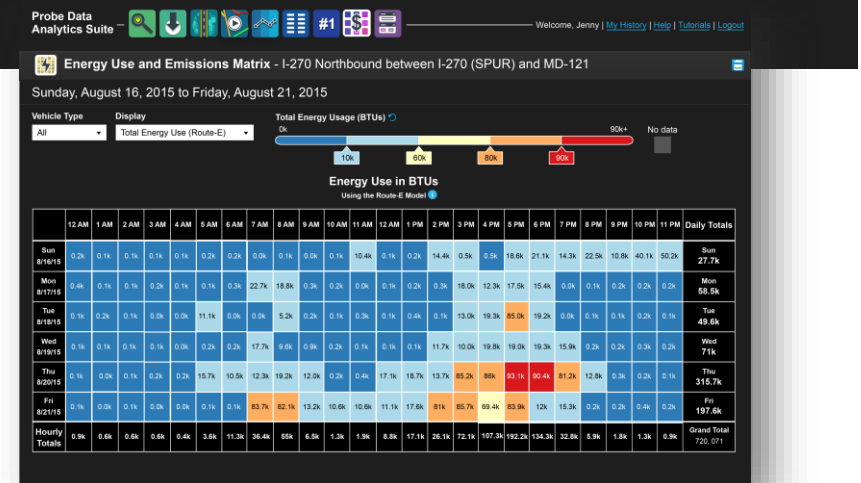 Probe Data
Analytics Suite
#1
Welcome, Jenny | My History | Help | Tutorials | Logout
Energy Use and Emissions Matrix - I-270 Northbound between I-270 (SPUR) and MD-121
Sunday, August 16, 2015 to Friday, August 21, 2015
Vehicle Type Display Total Energy Usage (BTUs)
All Total Energy Use (Route-E) 0k 90k+ No data
10k 60k 80k 90k
Energy Use in BTUs
Using the Route-E Model
12 AM 1 AM 2 AM 3 AM 4 AM 5 AM 6 AM 7 AM 8 AM 9 AM 10 AM 11 AM 12 AM 1 PM 2 PM 3 PM 4 PM 5 PM 6 PM 7 PM 8 PM 9 PM 10 PM 11 PM Daily Totals
Sun 8/16/15 0.2k 0.1k 0.1k 0.1k 0.1k 0.2k 0.2k 0.0k 0.1k 0.0k 0.1k 10.4k 0.1k 0.2k 14.4k 0.5k 0.5k 18.6k 21.1k 14.3k 22.5k 10.8k 40.1k 50.2k Sun 27.7k
Mon 8/17/15 0.4k 0.1k 0.1k 0.2k 0.1k 0.1k 0.3k 22.7k 18.8k 0.3k 0.2k 0.0k 0.1k 0.2k 0.3k 18.0k 12.3k 17.5k 15.4k 0.0k 0.1k 0.2k 0.2k 0.2k Mon 58.5k
Tue 8/18/15 0.1k 0.2k 0.1k 0.1k 0.0k 11.1k 0.0k 0.0k 5.2k 0.2k 0.1k 0.3k 0.1k 0.4k 0.1k 13.0k 19.3k 85.0k 19.2k 0.0k 0.1k 0.1k 0.1k 0.2k Tue 49.6k
Wed 8/19/15 0.2k 0.1k 0.1k 0.1k 0.0k 0.2k 0.2k 17.7k 9.6k 0.9k 0.2k 0.1k 0.1k 0.1k 11.7k 10.0k 19.8k 19.0k 19.3k 15.9k 0.2k 0.2k 0.3k 0.2k Wed 71k
Thu 8/20/15 0.1k 0.0k 0.1k 0.2k 0.2k 15.7k 10.5k 12.3k 19.2k 12.0k 0.2k 0.4k 17.1k 18.7k 13.7k 85.2k 86k 93.1k 90.4k 81.2k 12.8k 0.3k 0.2k 0.1k Thu 315.7k
Fri 8/21/15 0.1k 0.0k 0.1k 0.0k 0.0k 0.1k 0.1k 83.7k 82.1k 13.2k 10.6k 10.6k 11.1k 17.6k 81k 85.7k 69.4k 83.9k 12k 15.3k 0.2k 0.2k 0.4k 0.2k Fri 197.6k
Hourly Totals 0.9k 0.6k 0.6k 0.6k 0.4k 3.6k 11.3k 36.4k 55k 6.5k 1.3k 1.9k 8.8k 17.1k 26.1k 72.1k 107.3k 192.2k 134.3k 32.8k 5.9k 1.8k 1.3k 0.9k Grand Total 720, 071